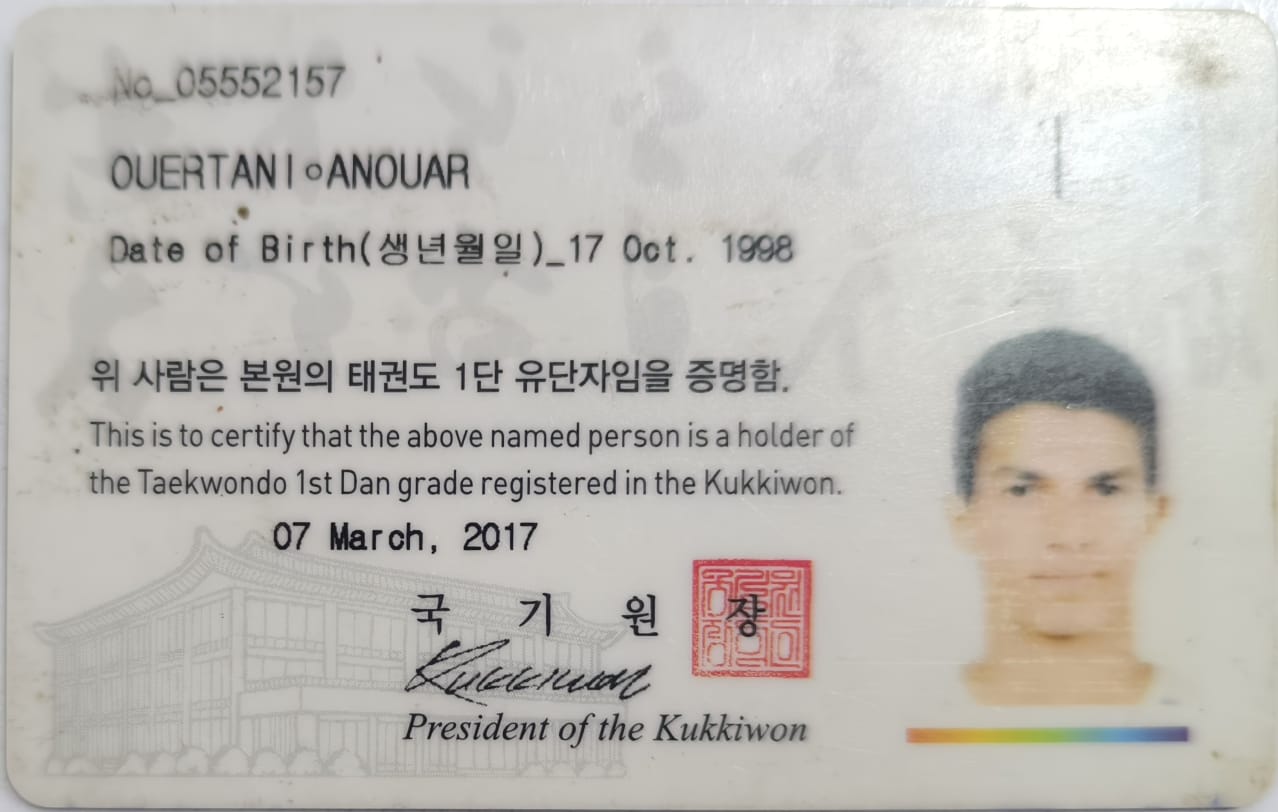 No_05552157
OUERTANI∘ANOUAR
Date of Birth(생년월일)_17 Oct. 1998
위 사람은 본원의 태권도 1단 유단자임을 증명함.
This is to certify that the above named person is a holder of
the Taekwondo 1st Dan grade registered in the Kukkiwon.
07 March, 2017
국 기 원 장
Kukkiwon
President of the Kukkiwon